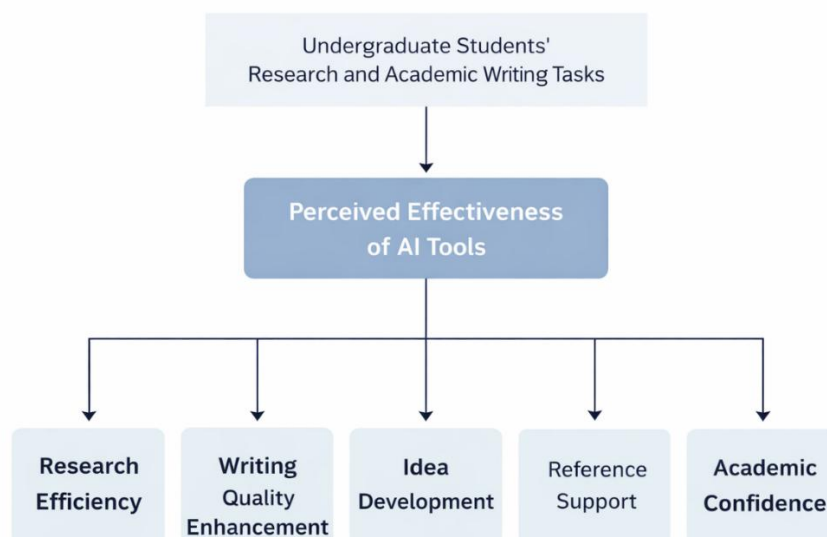 Undergraduate Students'
Research and Academic Writing Tasks
Perceived Effectiveness
of AI Tools
Research
Efficiency
Writing
Quality
Enhancement
Idea
Development
Reference
Support
Academic
Confidence